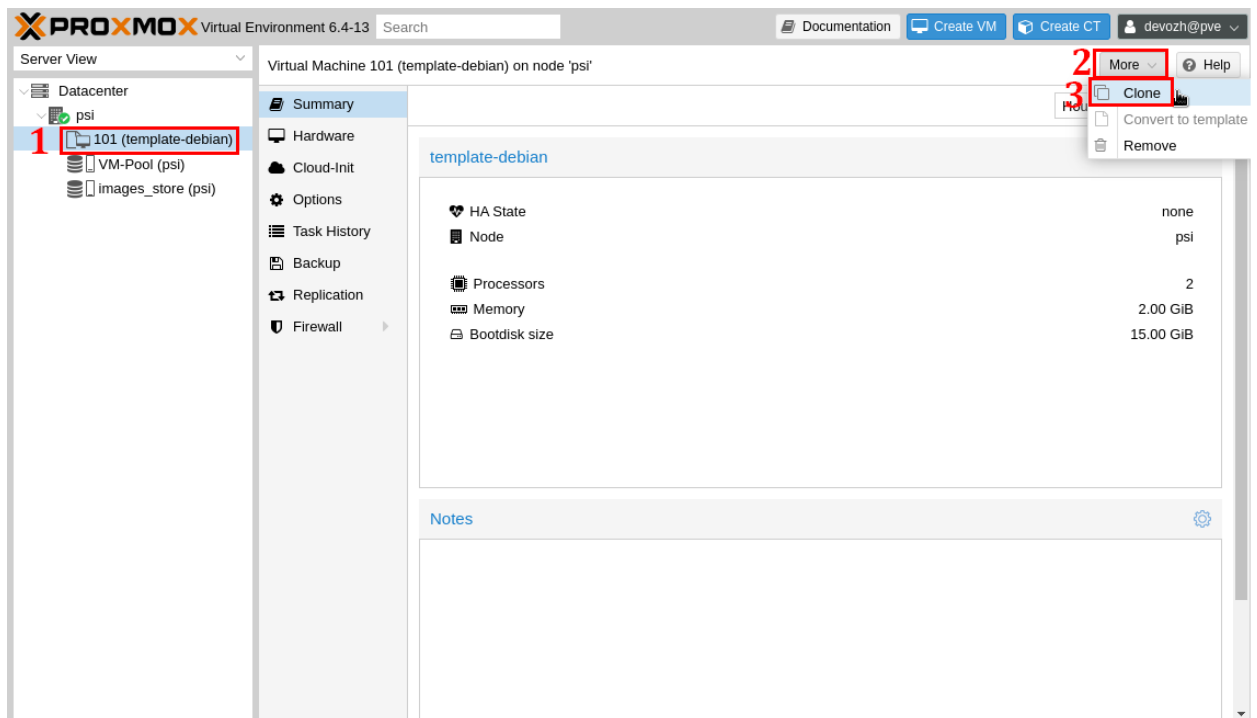 PROXMOX Virtual Environment 6.4-13 Search Documentation Create VM Create CT devozh@pve
Server View
Virtual Machine 101 (template-debian) on node 'psi'
2 More Help
Datacenter
psi
1 101 (template-debian)
VM-Pool (psi)
images_store (psi)
Summary
Hardware
Cloud-Init
Options
Task History
Backup
Replication
Firewall
3 Clone
Convert to template
Remove
template-debian
HA State none
Node psi
Processors 2
Memory 2.00 GiB
Bootdisk size 15.00 GiB
Notes